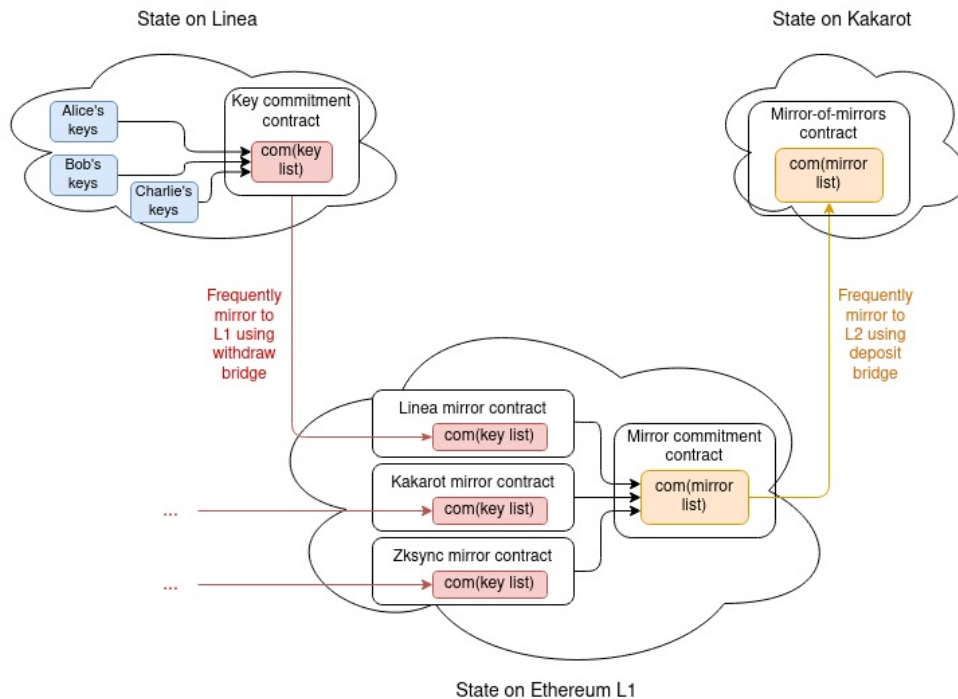 State on Linea
State on Kakarot
Alice's
keys
Bob's
keys
Charlie's
keys
Key commitment
contract
com(key
list)
Mirror-of-mirrors
contract
com(mirror
list)
Frequently
mirror to
L1 using
withdraw
bridge
Frequently
mirror to
L2 using
deposit
bridge
Linea mirror contract
com(key list)
Kakarot mirror contract
com(key list)
Zksync mirror contract
com(key list)
...
...
Mirror commitment
contract
com(mirror
list)
State on Ethereum L1